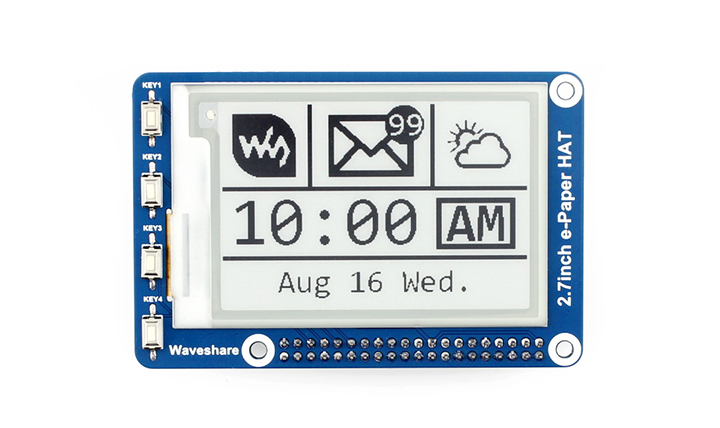 KEY1
KEY2
KEY3
KEY4
99
10:00 AM
Aug 16 Wed.
2.7inch e-Paper HAT
Waveshare